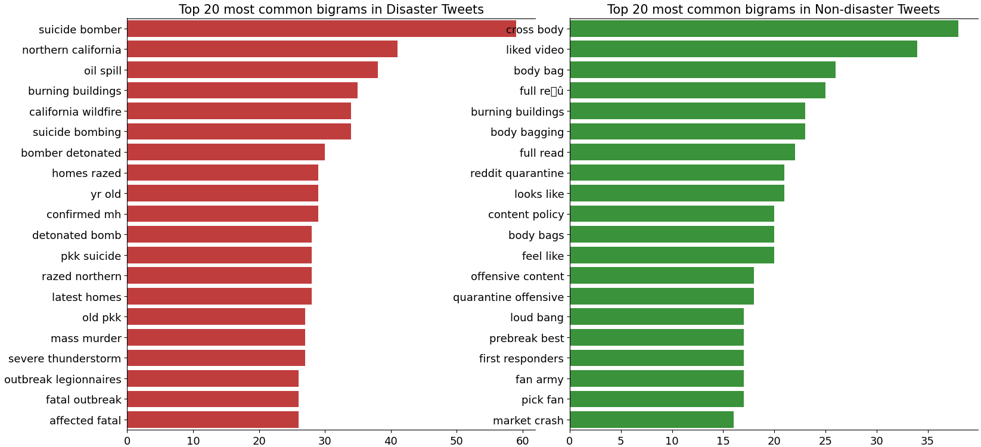 Top 20 most common bigrams in Disaster Tweets
suicide bomber
northern california
oil spill
burning buildings
california wildfire
suicide bombing
bomber detonated
homes razed
yr old
confirmed mh
detonated bomb
pkk suicide
razed northern
latest homes
old pkk
mass murder
severe thunderstorm
outbreak legionnaires
fatal outbreak
affected fatal
0 10 20 30 40 50 60
Top 20 most common bigrams in Non-disaster Tweets
cross body
liked video
body bag
full re�û
burning buildings
body bagging
full read
reddit quarantine
looks like
content policy
body bags
feel like
offensive content
quarantine offensive
loud bang
prebreak best
first responders
fan army
pick fan
market crash
0 5 10 15 20 25 30 35